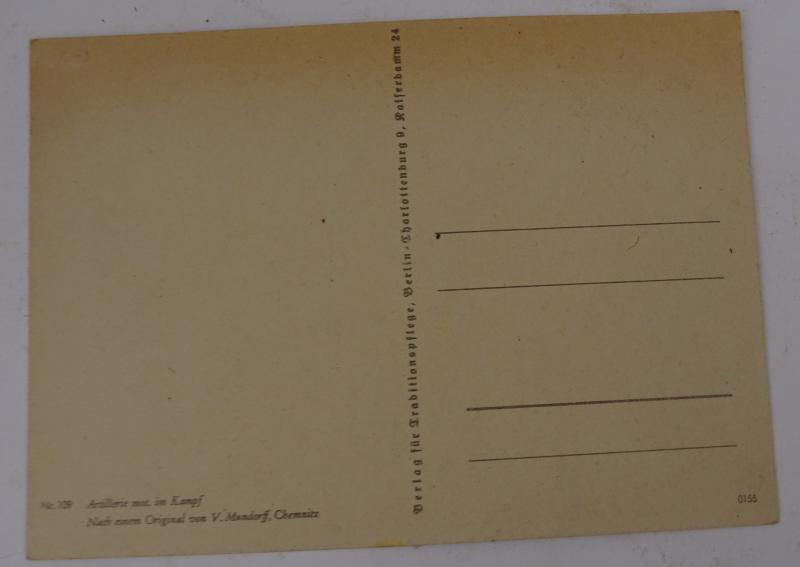 Verlag für Traditionspflege, Berlin-Charlottenburg 9, Kaiserdamm 24
Nr. 109 Artillerie mot. im Kampf
Nach einem Original von V. Mundorff, Chemnitz
0155